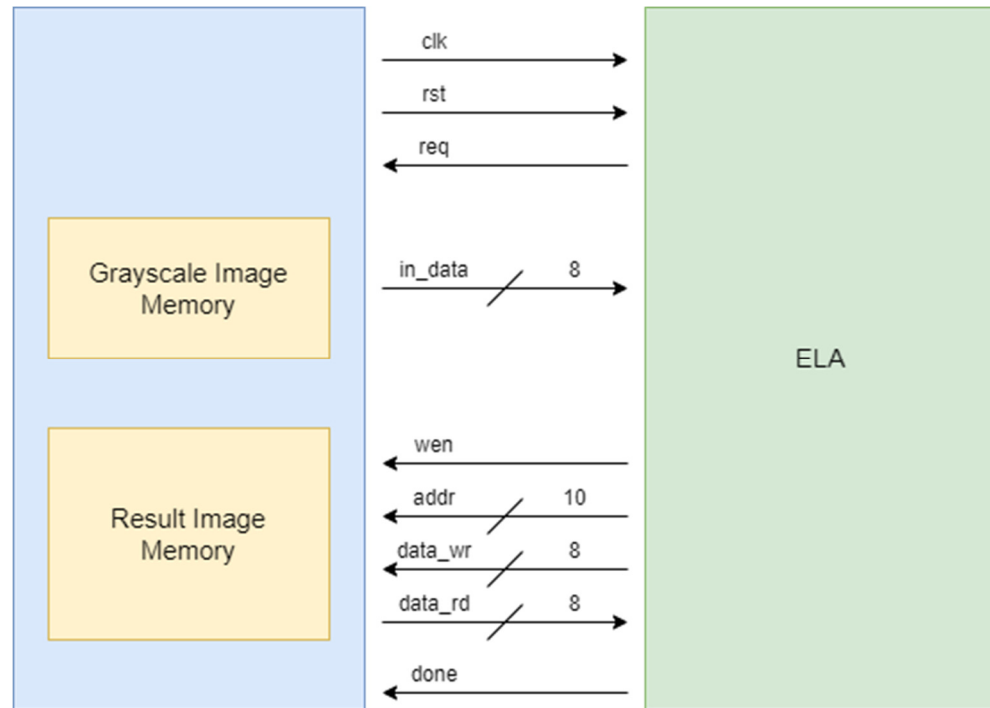 clk
rst
req
Grayscale Image
Memory
in_data 8
ELA
wen
addr 10
Result Image
Memory
data_wr 8
data_rd 8
done